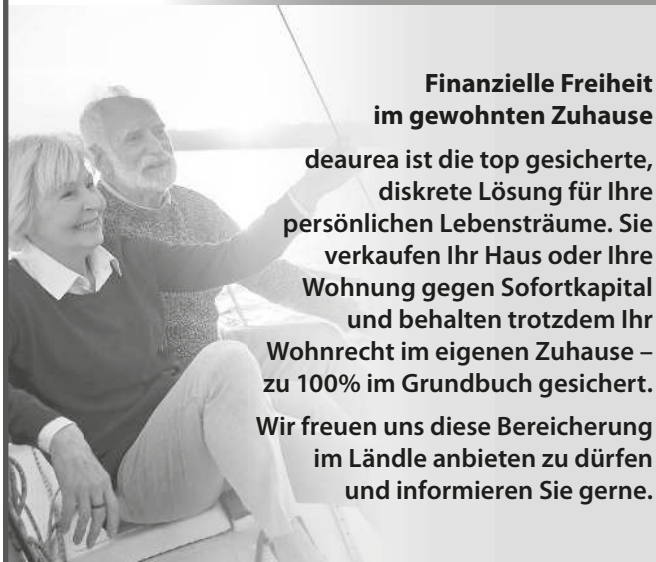 Finanzielle Freiheit
im gewohnten Zuhause
deaurea ist die top gesicherte,
diskrete Lösung für Ihre
persönlichen Lebensträume. Sie
verkaufen Ihr Haus oder Ihre
Wohnung gegen Sofortkapital
und behalten trotzdem Ihr
Wohnrecht im eigenen Zuhause –
zu 100% im Grundbuch gesichert.
Wir freuen uns diese Bereicherung
im Ländle anbieten zu dürfen
und informieren Sie gerne.